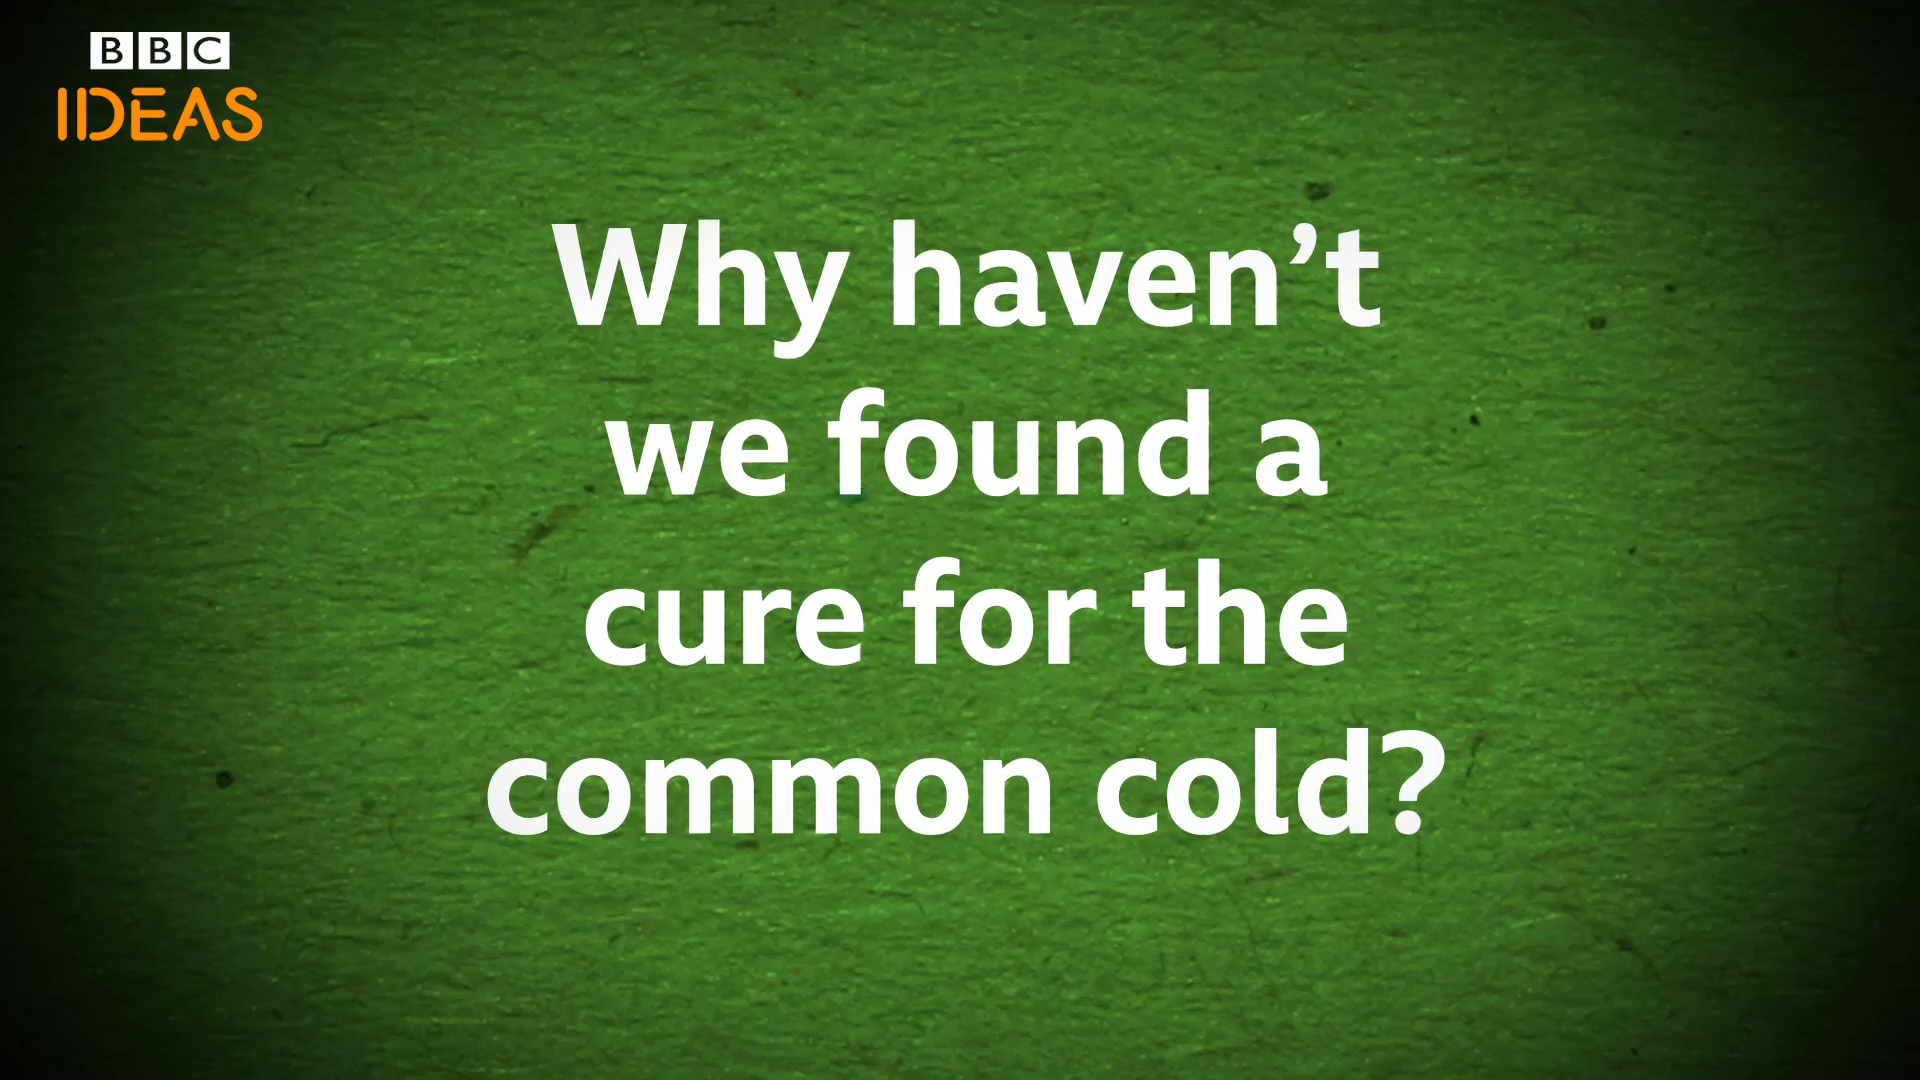 BBC
IDEAS
Why haven’t
we found a
cure for the
common cold?